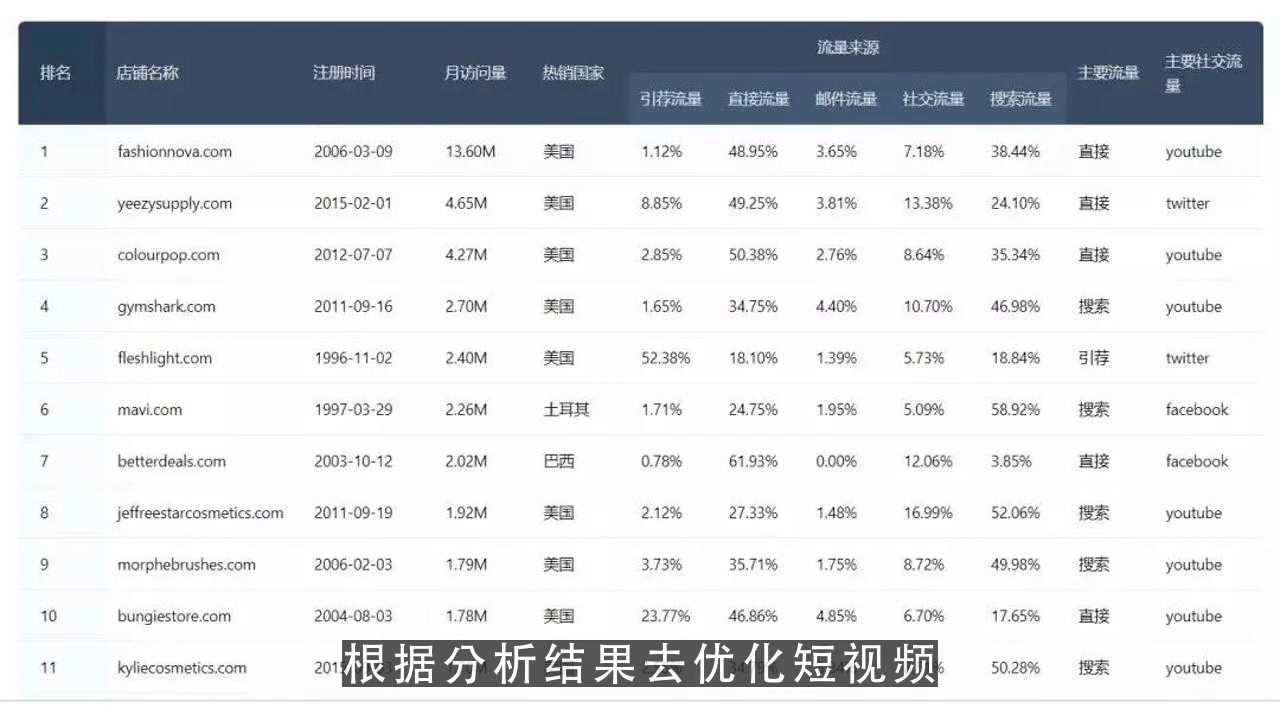 排名 店铺名称 注册时间 月访问量 热销国家 流量来源 主要流量 主要社交流量
引荐流量 直接流量 邮件流量 社交流量 搜索流量
1 fashionnova.com 2006-03-09 13.60M 美国 1.12% 48.95% 3.65% 7.18% 38.44% 直接 youtube
2 yeezysupply.com 2015-02-01 4.65M 美国 8.85% 49.25% 3.81% 13.38% 24.10% 直接 twitter
3 colourpop.com 2012-07-07 4.27M 美国 2.85% 50.38% 2.76% 8.64% 35.34% 直接 youtube
4 gymshark.com 2011-09-16 2.70M 美国 1.65% 34.75% 4.40% 10.70% 46.98% 搜索 youtube
5 fleshlight.com 1996-11-02 2.40M 美国 52.38% 18.10% 1.39% 5.73% 18.84% 引荐 twitter
6 mavi.com 1997-03-29 2.26M 土耳其 1.71% 24.75% 1.95% 5.09% 58.92% 搜索 facebook
7 betterdeals.com 2003-10-12 2.02M 巴西 0.78% 61.93% 0.00% 12.06% 3.85% 直接 facebook
8 jeffreestarcosmetics.com 2011-09-19 1.92M 美国 2.12% 27.33% 1.48% 16.99% 52.06% 搜索 youtube
9 morphebrushes.com 2006-02-03 1.79M 美国 3.73% 35.71% 1.75% 8.72% 49.98% 搜索 youtube
10 bungiestore.com 2004-08-03 1.78M 美国 23.77% 46.86% 4.85% 6.70% 17.65% 直接 youtube
11 kyliecosmetics.com 50.28% 搜索 youtube
根据分析结果去优化短视频